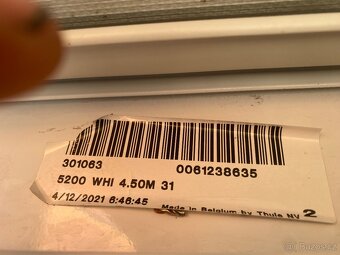 301063 0061238635
5200 WHI 4.50M 31
4/12/2021 6:46:45 Made in Belgium by Thule NV 2